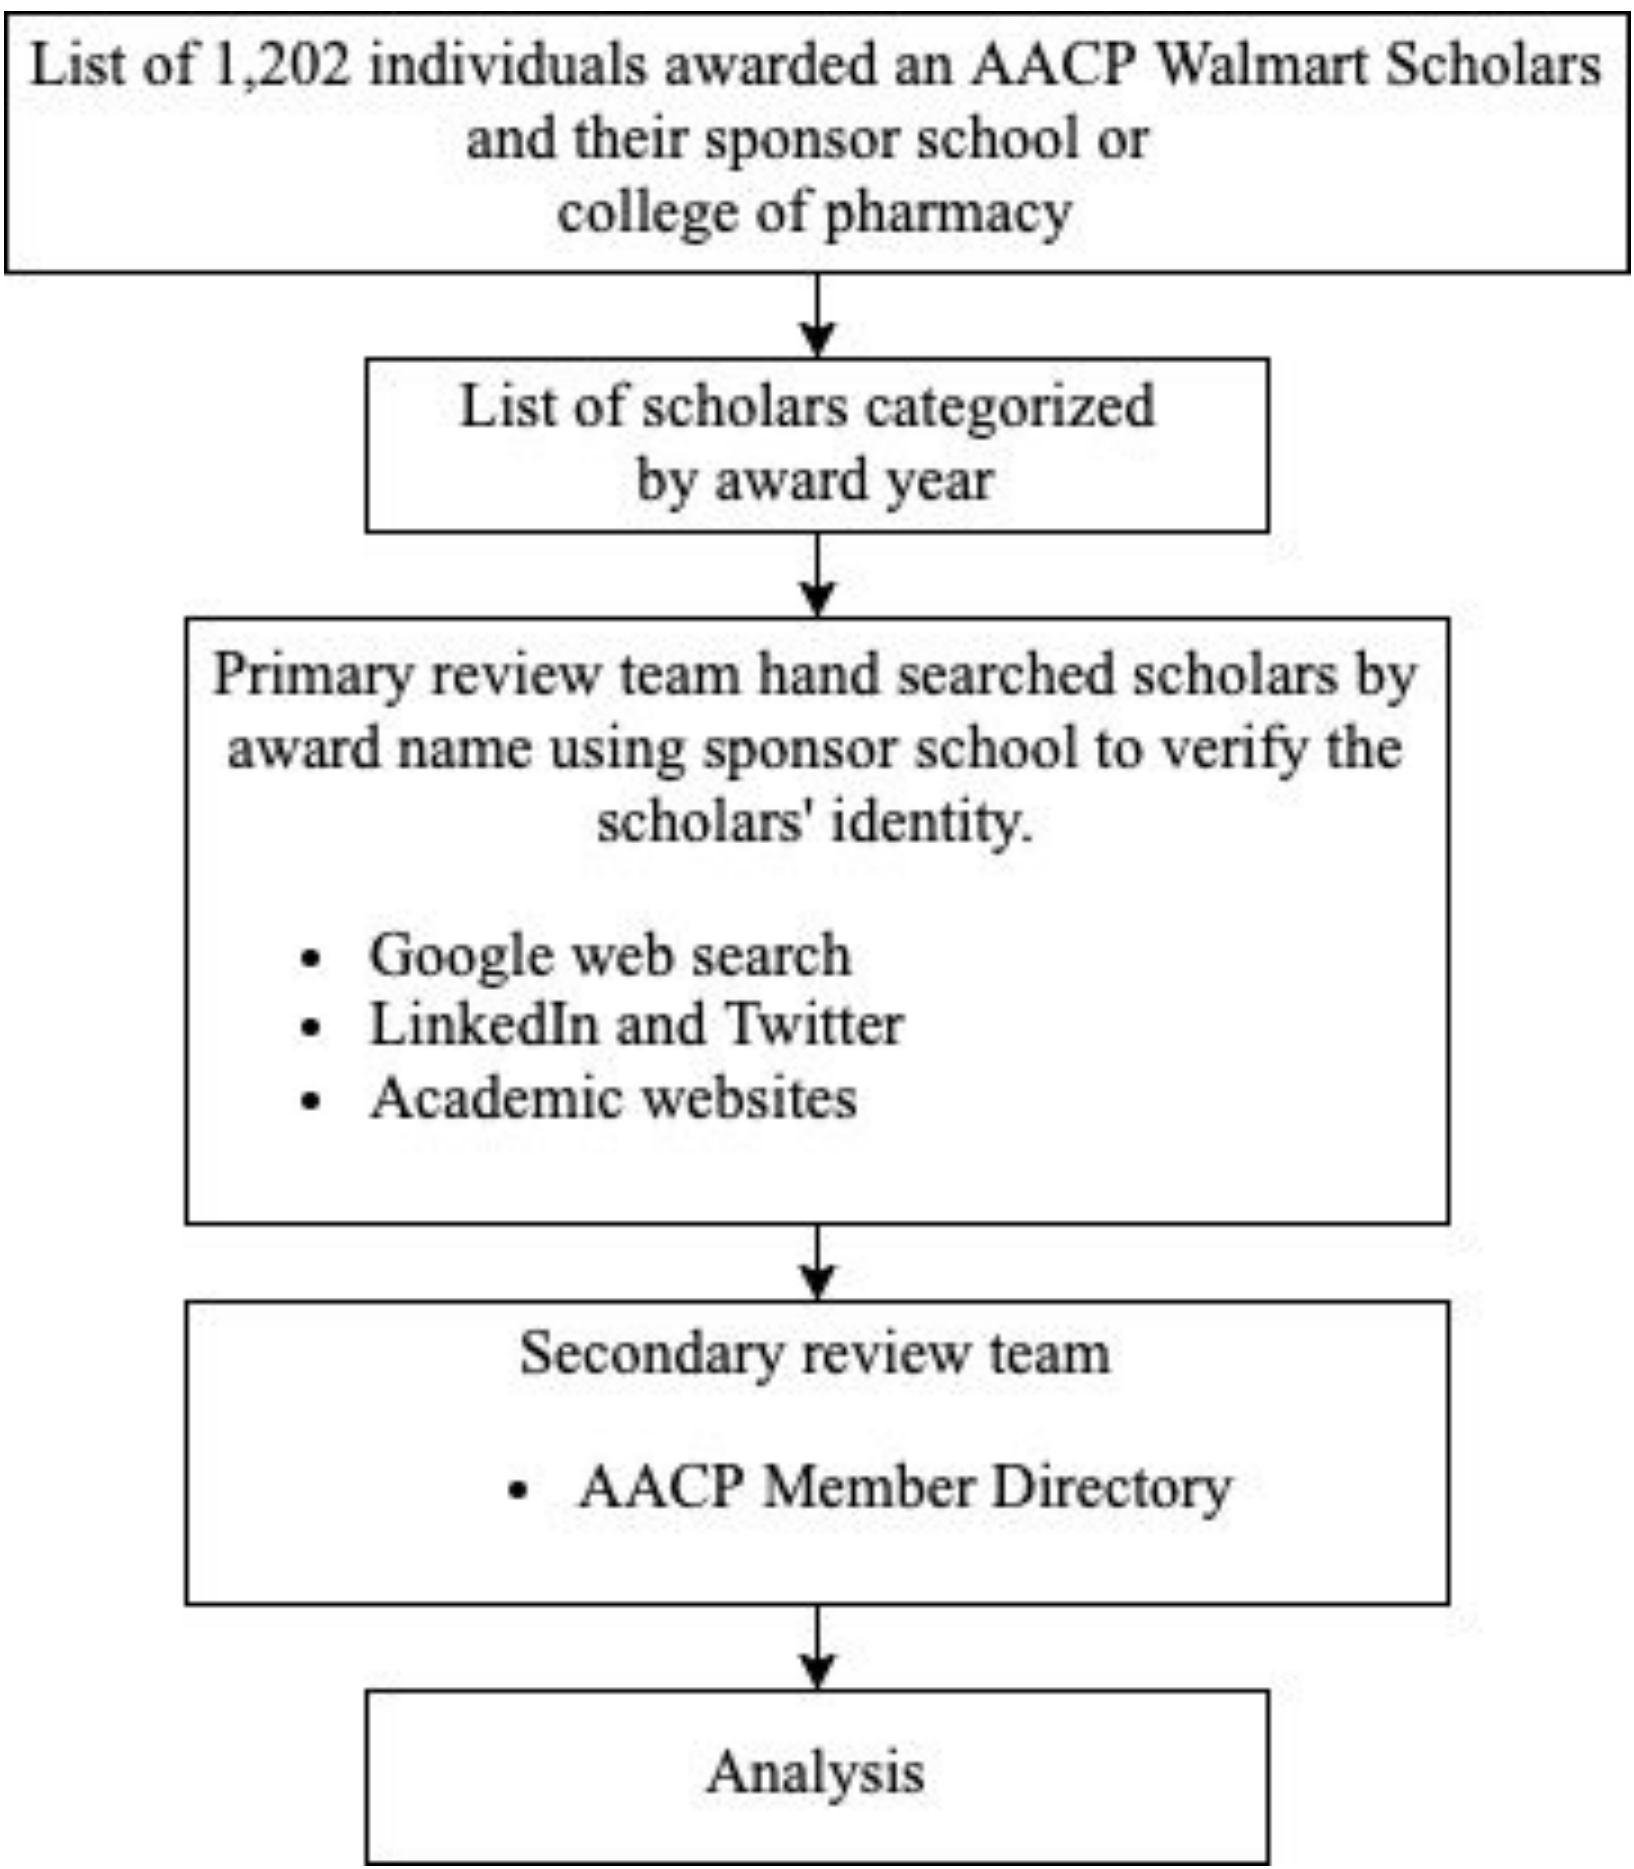 List of 1,202 individuals awarded an AACP Walmart Scholars
and their sponsor school or
college of pharmacy
List of scholars categorized
by award year
Primary review team hand searched scholars by
award name using sponsor school to verify the
scholars' identity.
• Google web search
• LinkedIn and Twitter
• Academic websites
Secondary review team
• AACP Member Directory
Analysis